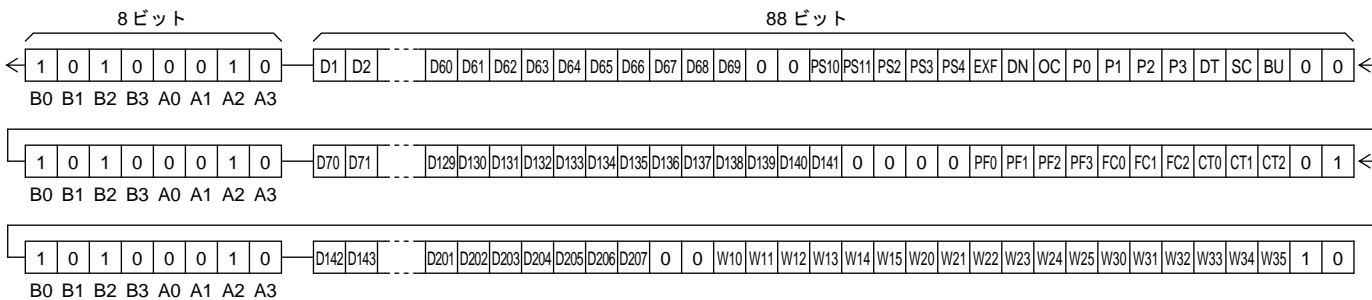 8ビット 88ビット
1 0 1 0 0 0 1 0 D1 D2 D60 D61 D62 D63 D64 D65 D66 D67 D68 D69 0 0 PS10 PS11 PS2 PS3 PS4 EXF DN OC P0 P1 P2 P3 DT SC BU 0 0
B0 B1 B2 B3 A0 A1 A2 A3
1 0 1 0 0 0 1 0 D70 D71 D129 D130 D131 D132 D133 D134 D135 D136 D137 D138 D139 D140 D141 0 0 0 0 PF0 PF1 PF2 PF3 FC0 FC1 FC2 CT0 CT1 CT2 0 1
B0 B1 B2 B3 A0 A1 A2 A3
1 0 1 0 0 0 1 0 D142 D143 D201 D202 D203 D204 D205 D206 D207 0 0 W10 W11 W12 W13 W14 W15 W20 W21 W22 W23 W24 W25 W30 W31 W32 W33 W34 W35 1 0
B0 B1 B2 B3 A0 A1 A2 A3